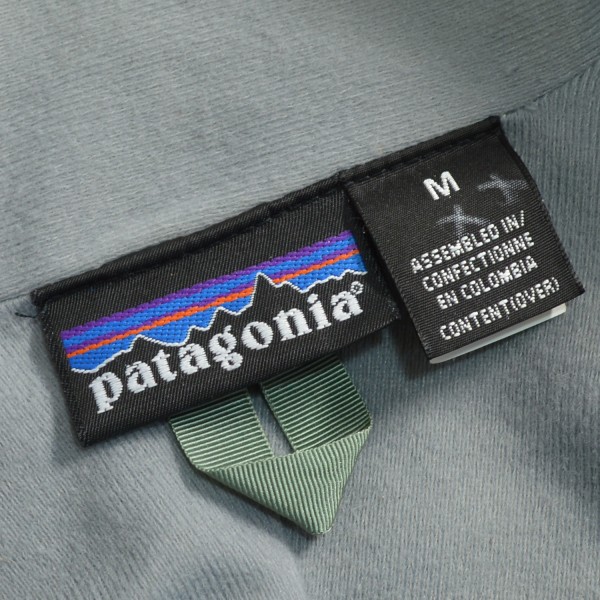 patagonia®
M
ASSEMBLED IN/
CONFECTIONNE
EN COLOMBIA
CONTENT(OVER)